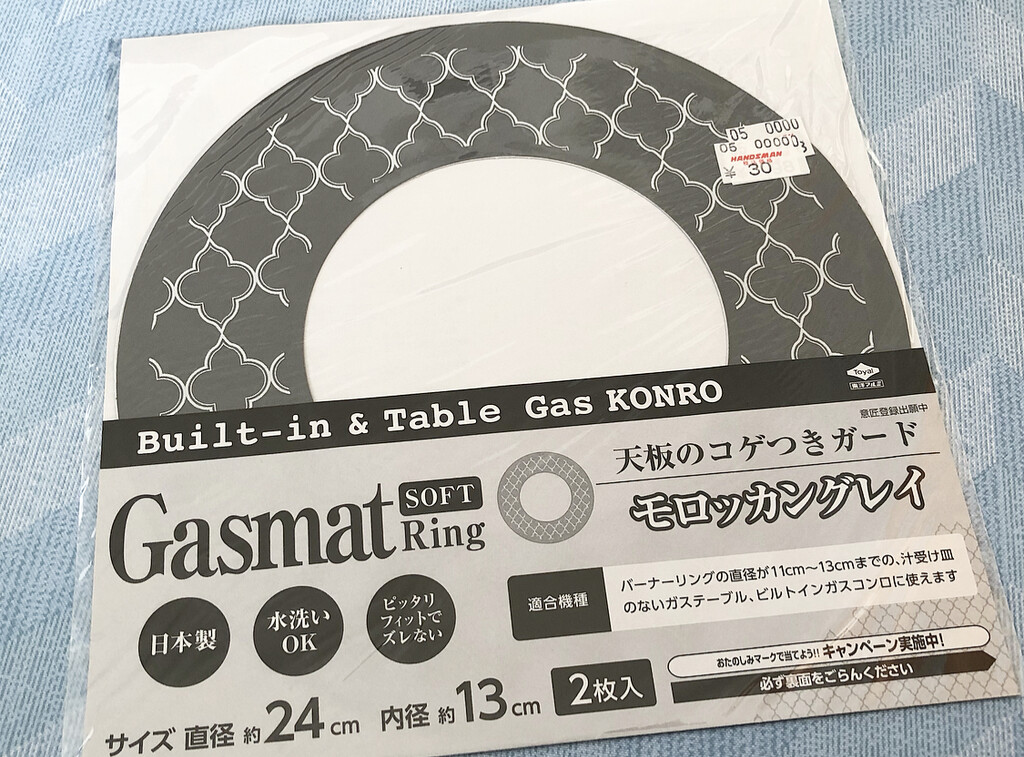 05 0000
05 00000
HANDSMAN
30
Toyal
東洋アルミ
Built-in & Table Gas KONRO
意匠登録出願中
天板のコゲつきガード
モロッカングレイ
Gasmat SOFT
Ring
適合機種
バーナーリングの直径が11cm〜13cmまでの、汁受け皿
のないガステーブル、ビルトインガスコンロに使えます
日本製
水洗い
OK
ピッタリ
フィットで
ズレない
おたのしみマークで当てよう!! キャンペーン実施中!
必ず裏面をごらんください
サイズ 直径 約24cm 内径 約13cm 2枚入